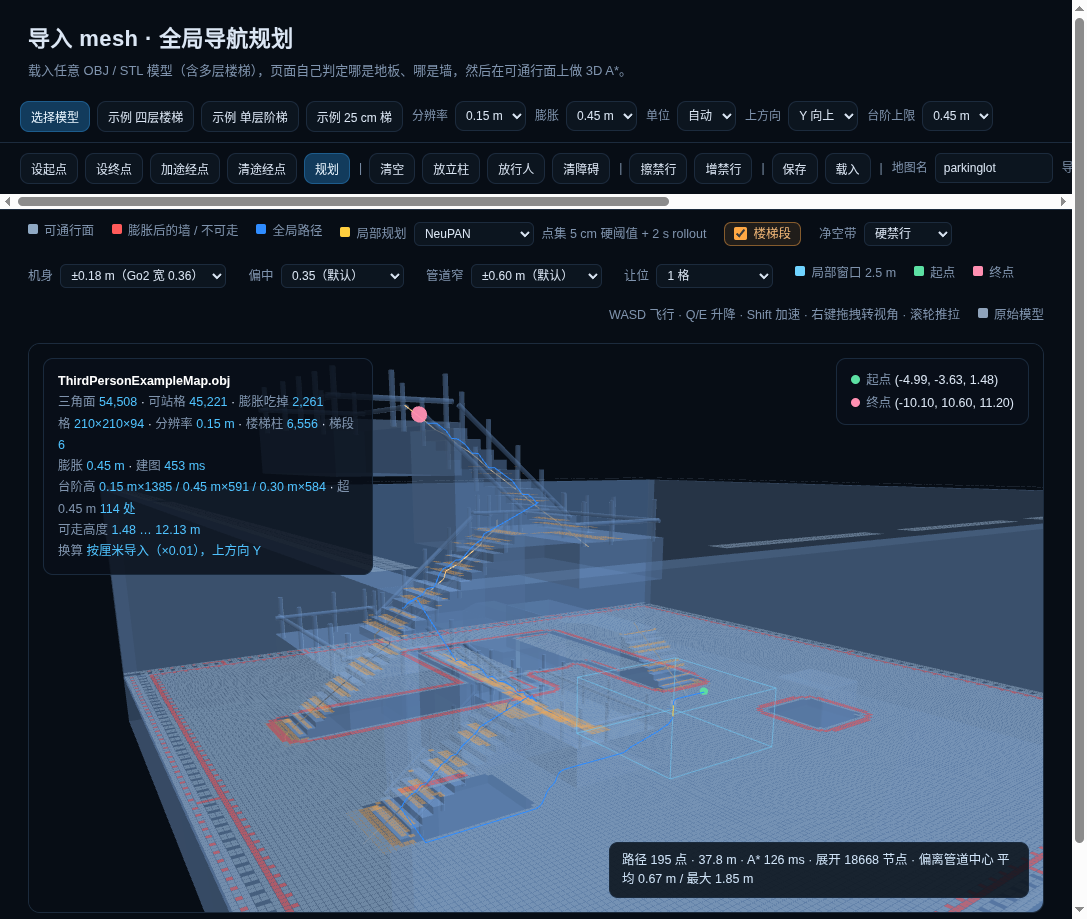 导入 mesh · 全局导航规划
载入任意 OBJ / STL 模型（含多层楼梯），页面自己判定哪是地板、哪是墙，然后在可通行面上做 3D A*。
选择模型 示例 四层楼梯 示例 单层阶梯 示例 25 cm 梯 分辨率 0.15 m 膨胀 0.45 m 单位 自动 上方向 Y 向上 台阶上限 0.45 m
设起点 设终点 加途经点 清途经点 规划 | 清空 放立柱 放行人 清障碍 | 擦禁行 增禁行 | 保存 载入 | 地图名 parkinglot 导
可通行面 膨胀后的墙 / 不可走 全局路径 局部规划 NeuPAN 点集 5 cm 硬阈值 + 2 s rollout 楼梯段 净空带 硬禁行
机身 ±0.18 m（Go2 宽 0.36） 偏中 0.35（默认） 管道窄 ±0.60 m（默认） 让位 1 格 局部窗口 2.5 m 起点 终点
WASD 飞行 · Q/E 升降 · Shift 加速 · 右键拖拽转视角 · 滚轮推拉 原始模型
ThirdPersonExampleMap.obj
三角面 54,508 · 可站格 45,221 · 膨胀吃掉 2,261
格 210×210×94 · 分辨率 0.15 m · 楼梯柱 6,556 · 梯段
6
膨胀 0.45 m · 建图 453 ms
台阶高 0.15 m×1385 / 0.45 m×591 / 0.30 m×584 · 超
0.45 m 114 处
可走高度 1.48 … 12.13 m
换算 按厘米导入（×0.01），上方向 Y
起点 (-4.99, -3.63, 1.48)
终点 (-10.10, 10.60, 11.20)
路径 195 点 · 37.8 m · A* 126 ms · 展开 18668 节点 · 偏离管道中心 平
均 0.67 m / 最大 1.85 m